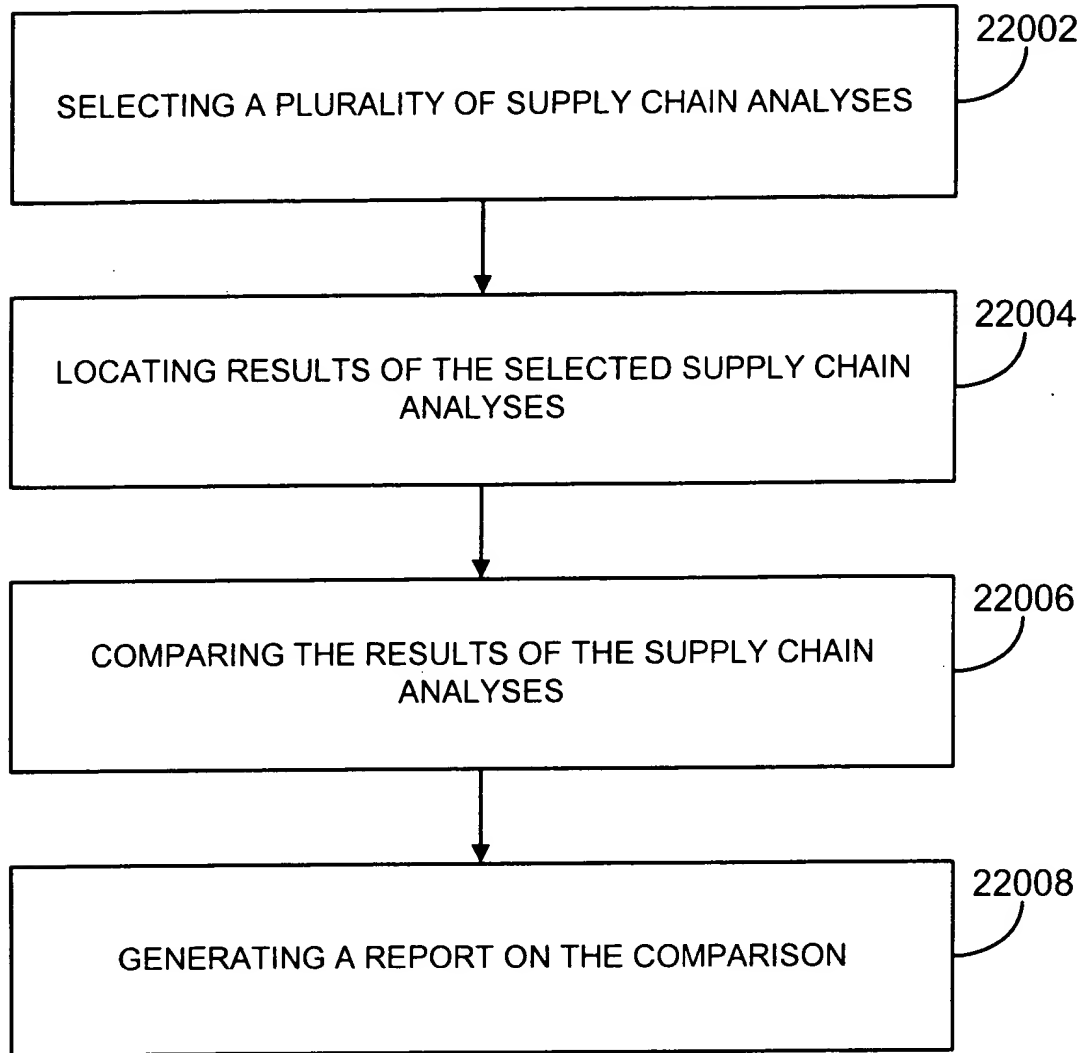 22002
SELECTING A PLURALITY OF SUPPLY CHAIN ANALYSES
22004
LOCATING RESULTS OF THE SELECTED SUPPLY CHAIN
ANALYSES
22006
COMPARING THE RESULTS OF THE SUPPLY CHAIN
ANALYSES
22008
GENERATING A REPORT ON THE COMPARISON